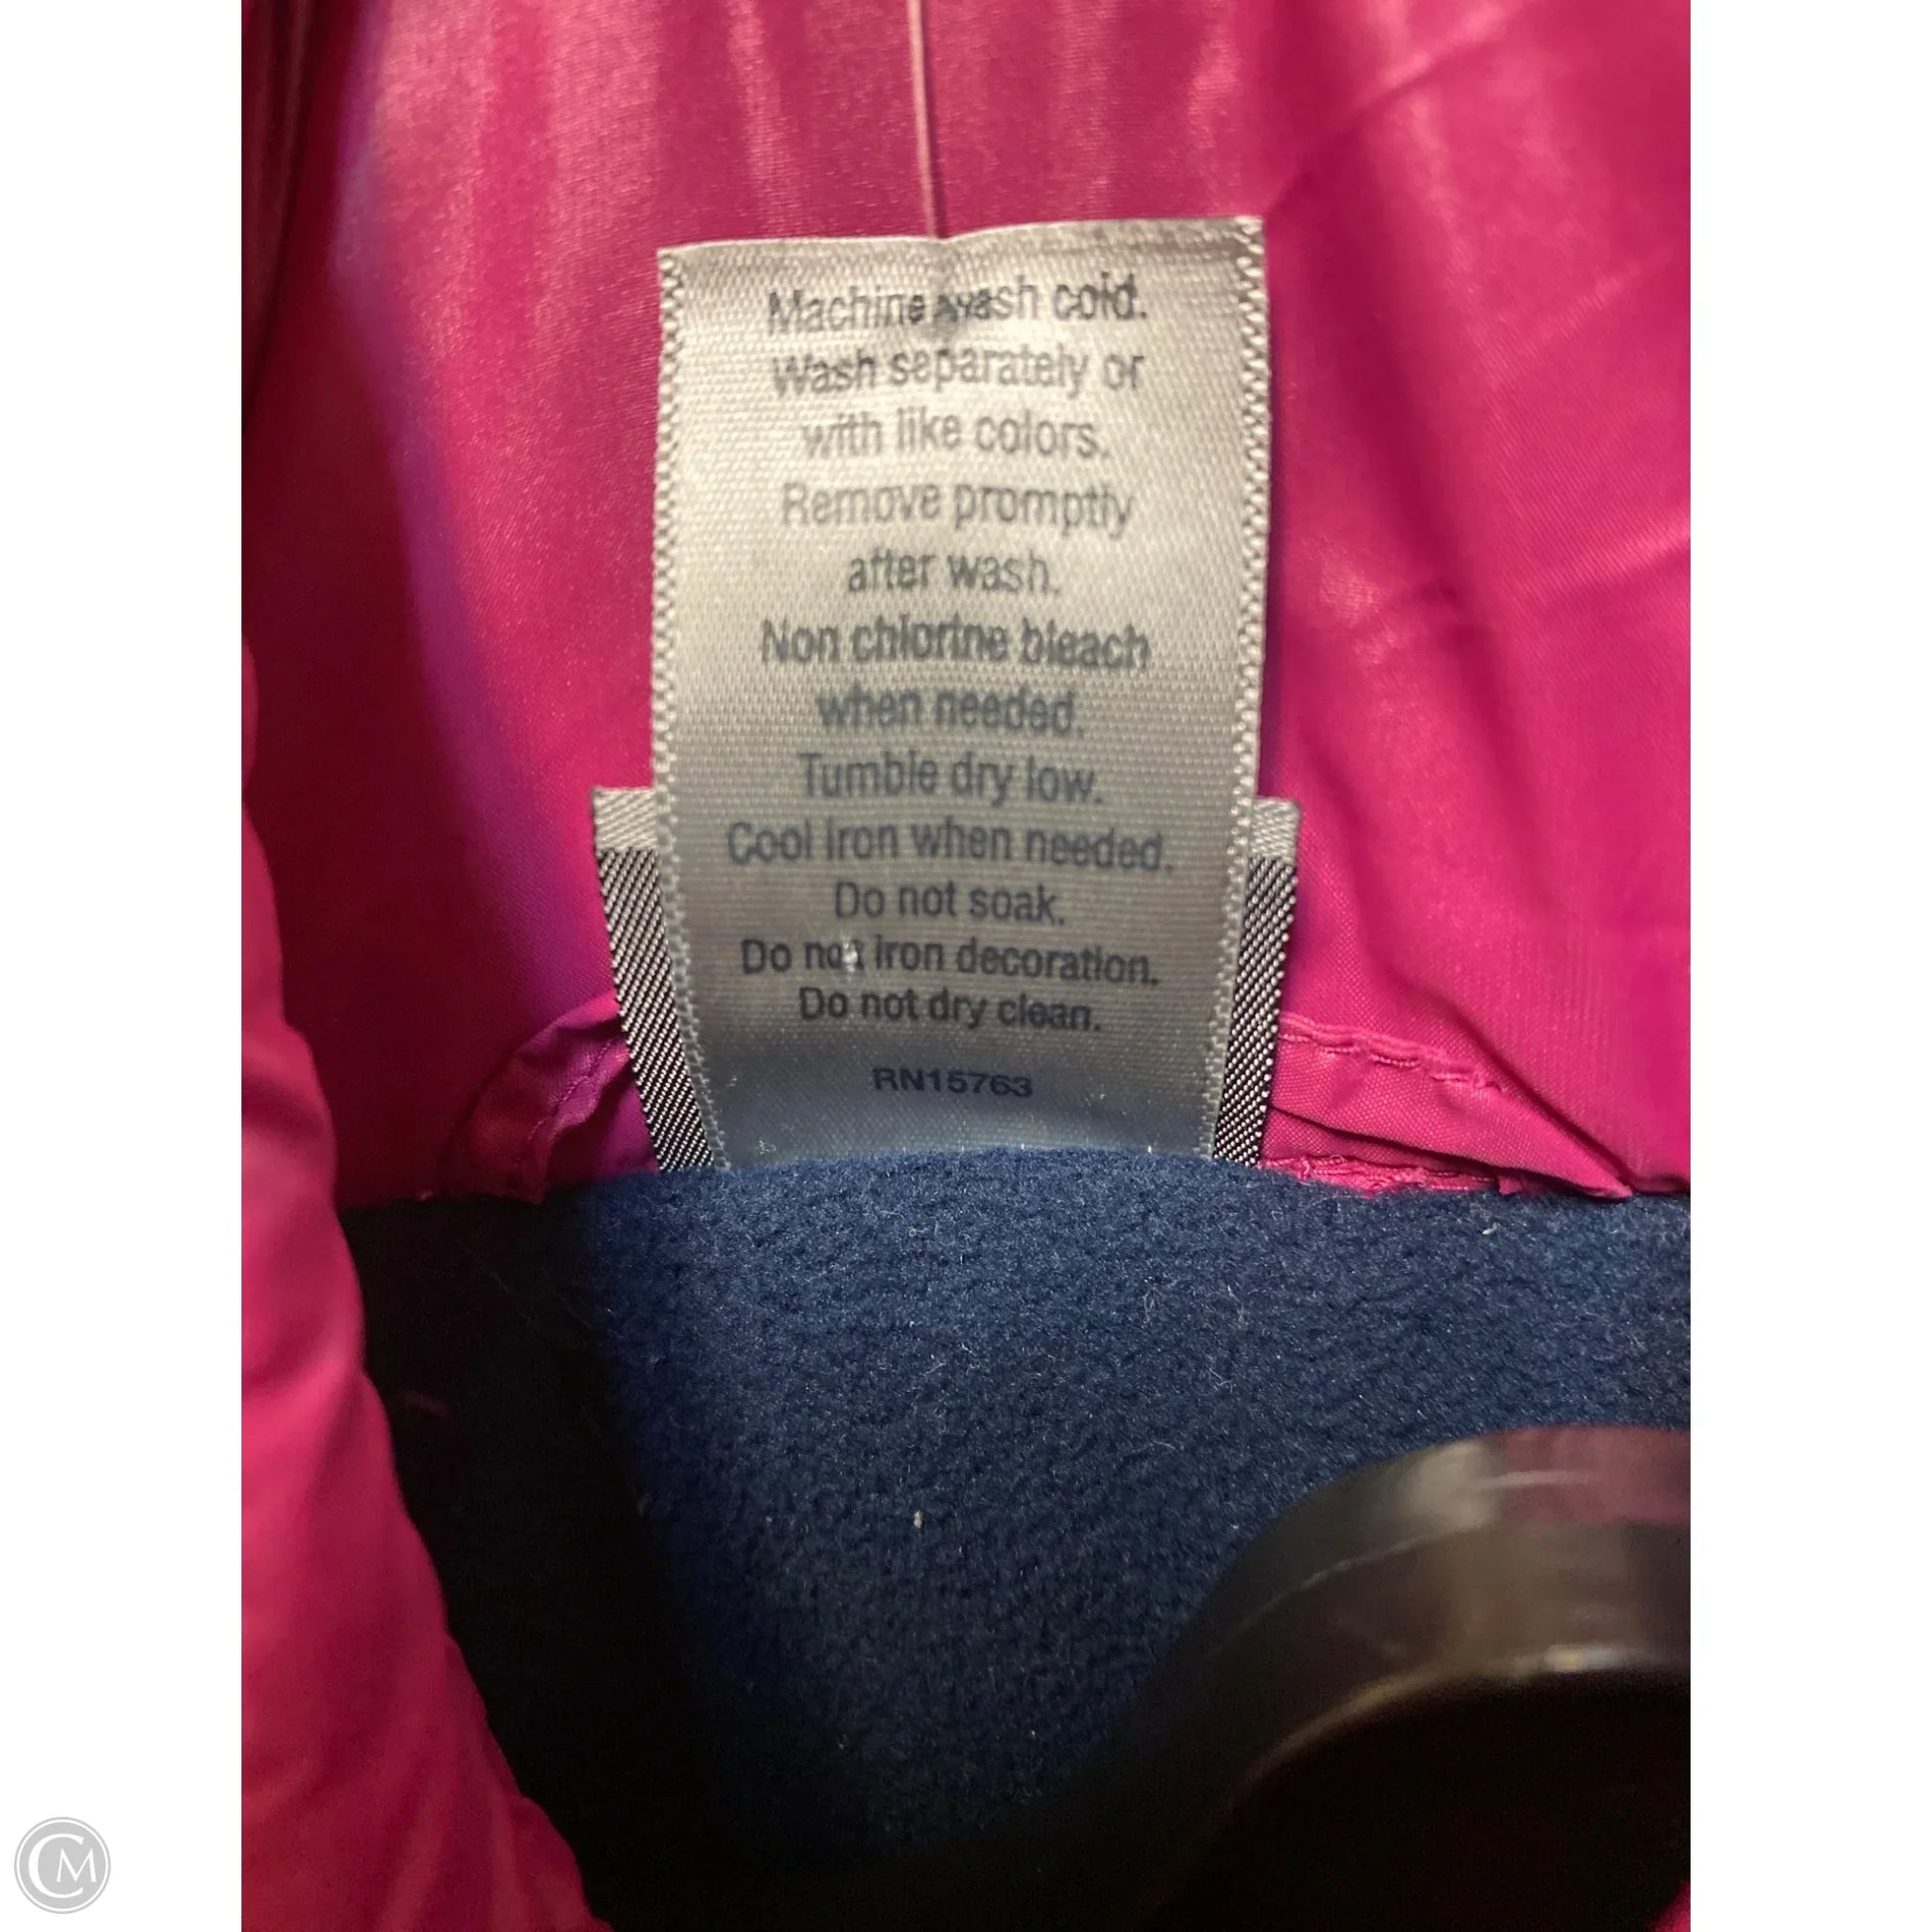 Machine wash cold.
Wash separately or
with like colors.
Remove promptly
after wash.
Non chlorine bleach
when needed.
Tumble dry low.
Cool iron when needed.
Do not soak.
Do not iron decoration.
Do not dry clean.
RN15763
CM